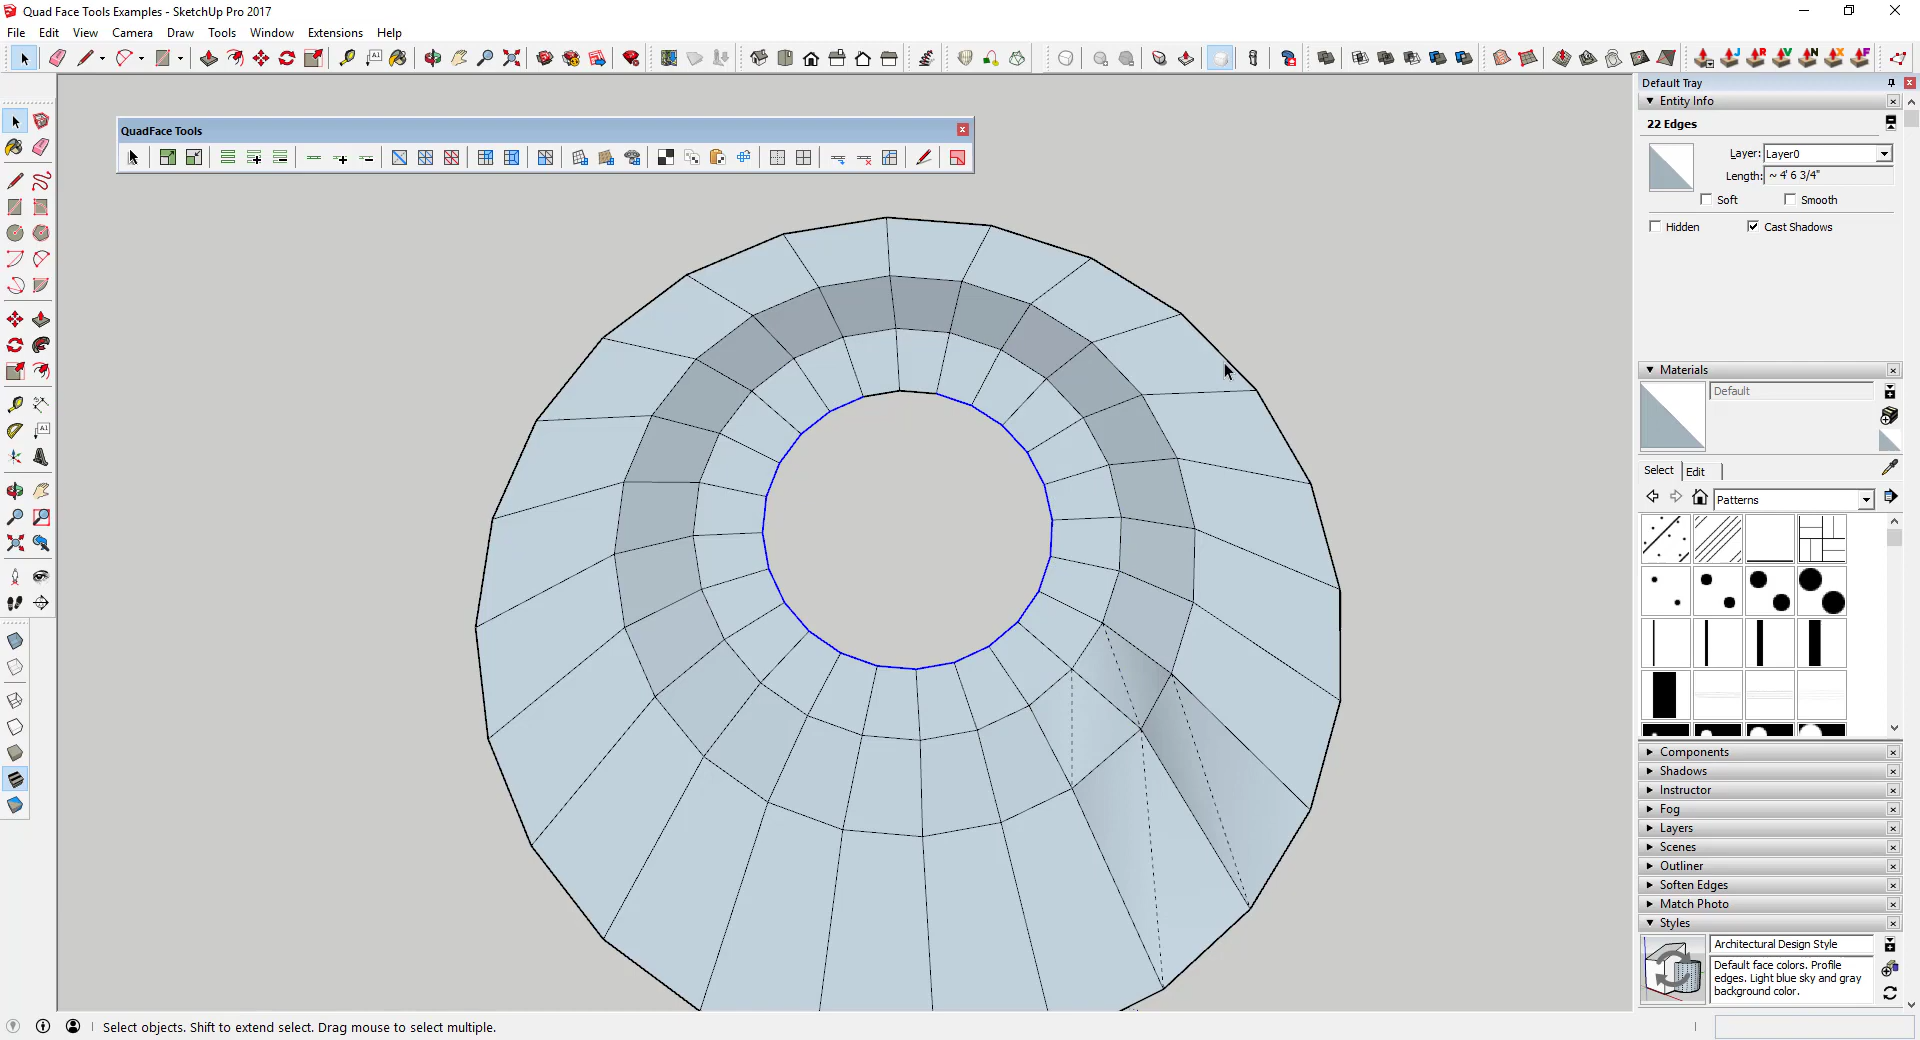 Quad Face Tools Examples - SketchUp Pro 2017
File Edit View Camera Draw Tools Window Extensions Help
Default Tray
Entity Info
22 Edges
Layer: Layer0
Length: ~ 4' 6 3/4"
Soft Smooth
Hidden Cast Shadows
QuadFace Tools
Materials
Default
Select Edit
Patterns
Components
Shadows
Instructor
Fog
Layers
Scenes
Outliner
Soften Edges
Match Photo
Styles
Architectural Design Style
Default face colors. Profile
edges. Light blue sky and gray
background color.
Select objects. Shift to extend select. Drag mouse to select multiple.